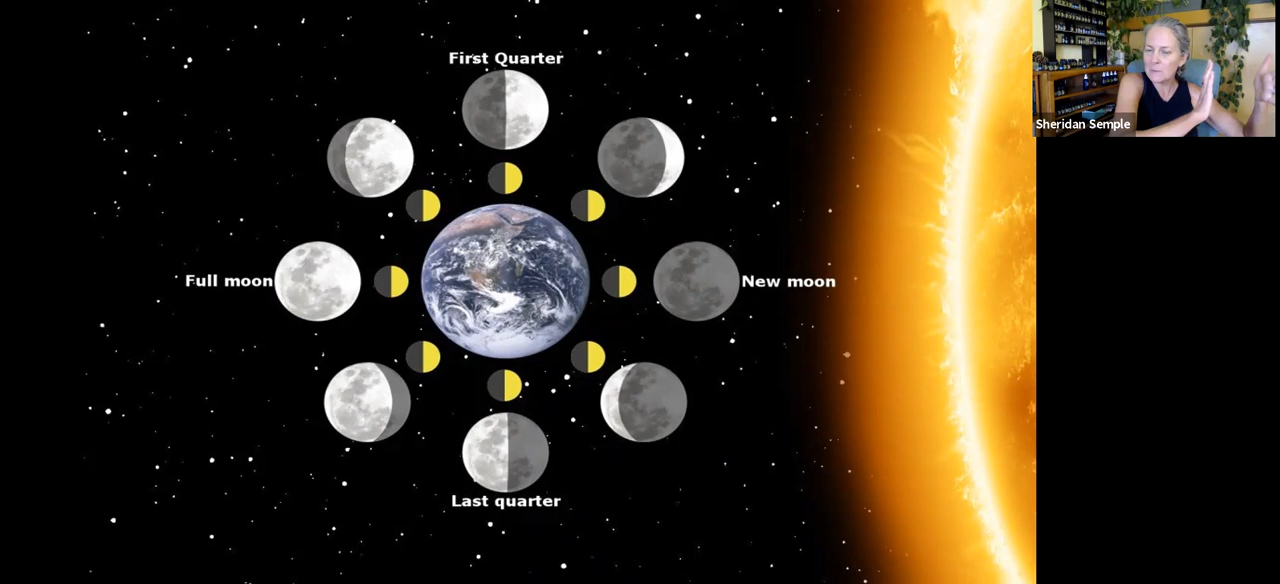 First Quarter
Sheridan Semple
Full moon
New moon
Last quarter